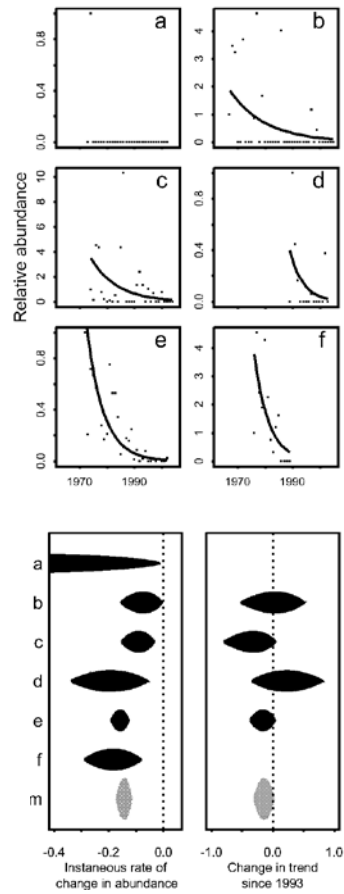 a b
1.0
0.4
0.0
4
3
2
1
0
Relative abundance
c d
10
8
6
4
2
0
0.8
0.4
0.0
e f
0.8
0.4
0.0
4
3
2
1
0
1970 1990 1970 1990
a
b
c
d
e
f
m
-0.4 -0.2 0.0 -1.0 0.0 1.0
Instaneous rate of
change in abundance
Change in trend
since 1993